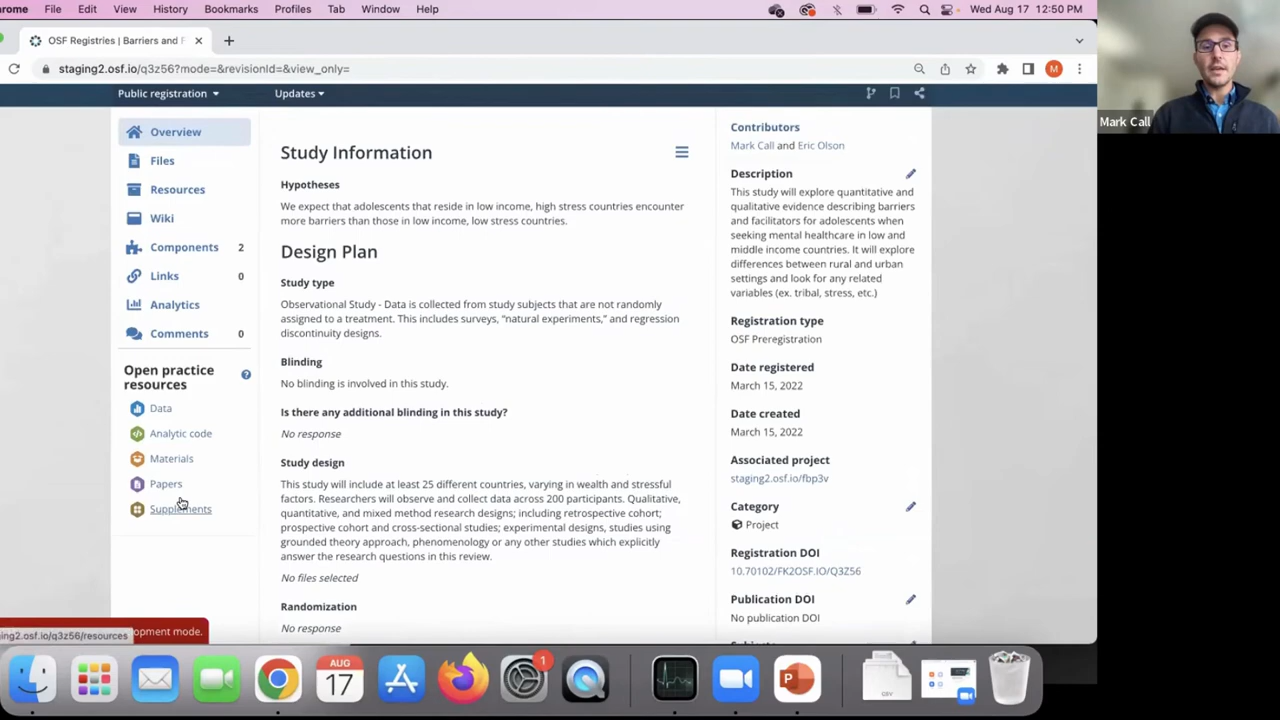 rome File Edit View History Bookmarks Profiles Tab Window Help Wed Aug 17 12:50 PM
OSF Registries | Barriers and F
staging2.osf.io/q3z56?mode=&revisionId=&view_only=
M
Public registration Updates
Overview
Files
Resources
Wiki
Components 2
Links 0
Analytics
Comments 0
Open practice
resources
Data
Analytic code
Materials
Papers
Supplements
Study Information
Hypotheses
We expect that adolescents that reside in low income, high stress countries encounter
more barriers than those in low income, low stress countries.
Design Plan
Study type
Observational Study - Data is collected from study subjects that are not randomly
assigned to a treatment. This includes surveys, “natural experiments,” and regression
discontinuity designs.
Blinding
No blinding is involved in this study.
Is there any additional blinding in this study?
No response
Study design
This study will include at least 25 different countries, varying in wealth and stressful
factors. Researchers will observe and collect data across 200 participants. Qualitative,
quantitative, and mixed method research designs; including retrospective cohort;
prospective cohort and cross-sectional studies; experimental designs, studies using
grounded theory approach, phenomenology or any other studies which explicitly
answer the research questions in this review.
No files selected
Randomization
No response
Contributors
Mark Call and Eric Olson
Description
This study will explore quantitative and
qualitative evidence describing barriers
and facilitators for adolescents when
seeking mental healthcare in low and
middle income countries. It will explore
differences between rural and urban
settings and look for any related
variables (ex. tribal, stress, etc.)
Registration type
OSF Preregistration
Date registered
March 15, 2022
Date created
March 15, 2022
Associated project
staging2.osf.io/fbp3v
Category
Project
Registration DOI
10.70102/FK2OSF.IO/Q3Z56
Publication DOI
No publication DOI
Mark Call
opment mode.
ing2.osf.io/q3z56/resources
AUG
17
1
P
CSV